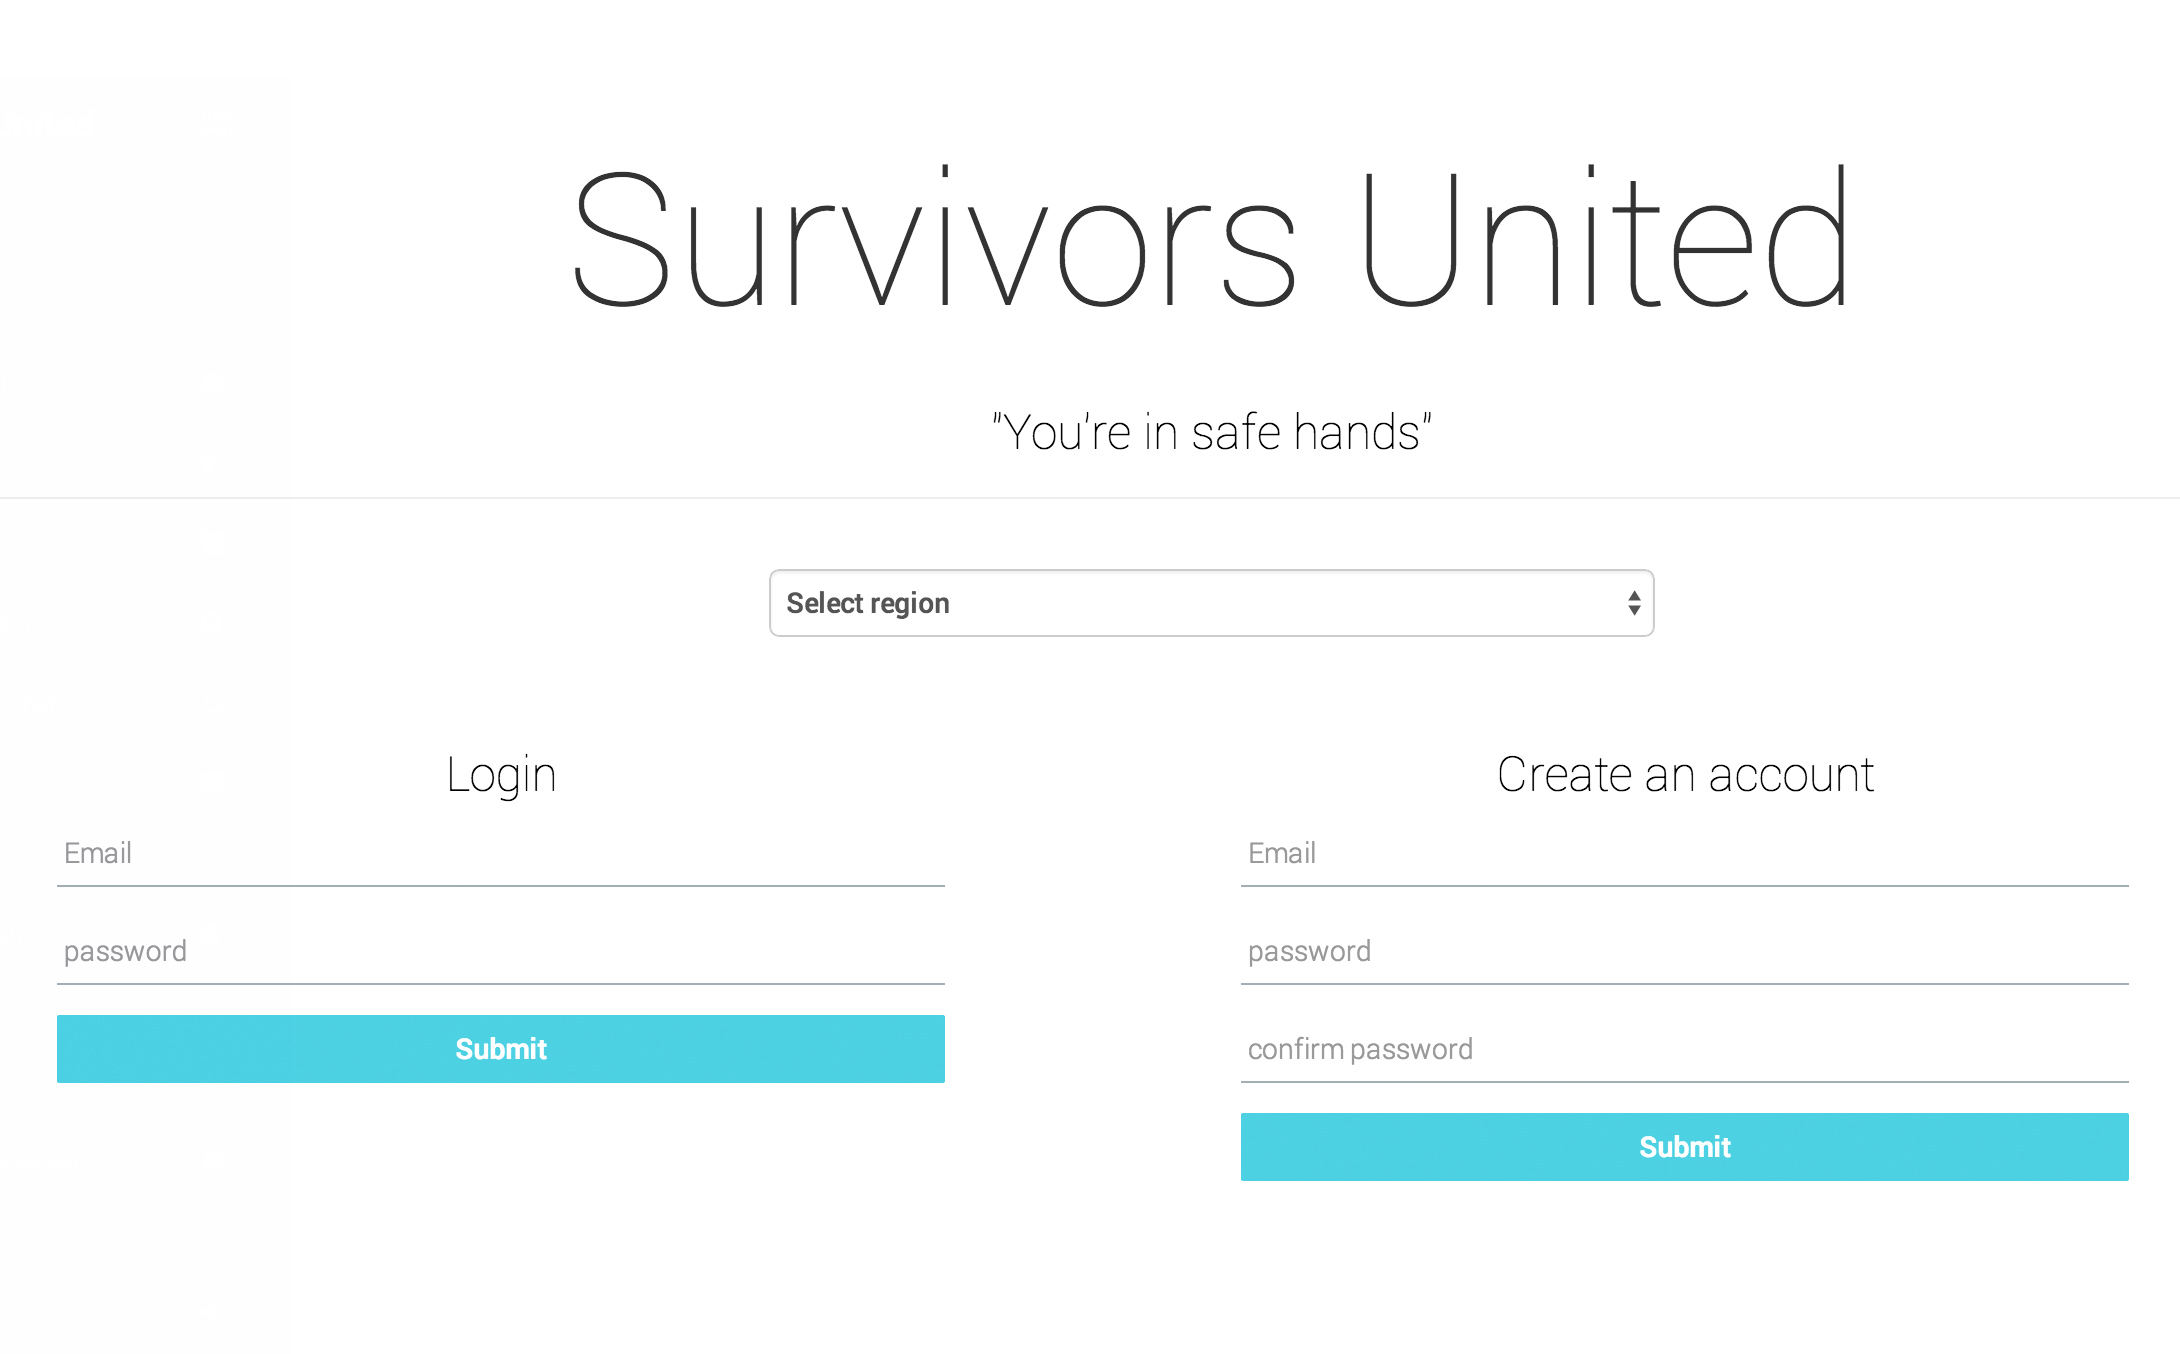 Survivors United
"You're in safe hands"
Select region
Login
Email
password
Submit
Create an account
Email
password
confirm password
Submit